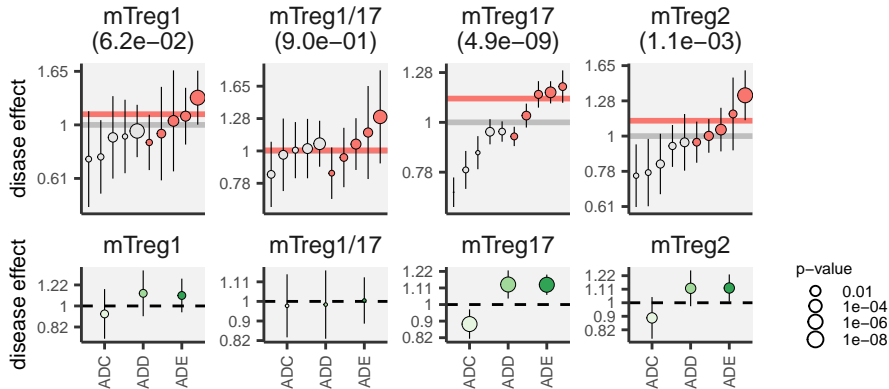 mTreg1
(6.2e−02)
mTreg1/17
(9.0e−01)
mTreg17
(4.9e−09)
mTreg2
(1.1e−03)
disease effect
1.65
1
0.61
1.65
1.28
1
0.78
1.28
1
0.78
1.65
1.28
1
0.78
0.61
mTreg1
mTreg1/17
mTreg17
mTreg2
disease effect
1.22
1
0.82
1.11
1
0.9
0.82
1.22
1.11
1
0.9
0.82
1.22
1.11
1
0.9
0.82
ADC
ADD
ADE
ADC
ADD
ADE
ADC
ADD
ADE
ADC
ADD
ADE
p−value
0.01
1e−04
1e−06
1e−08